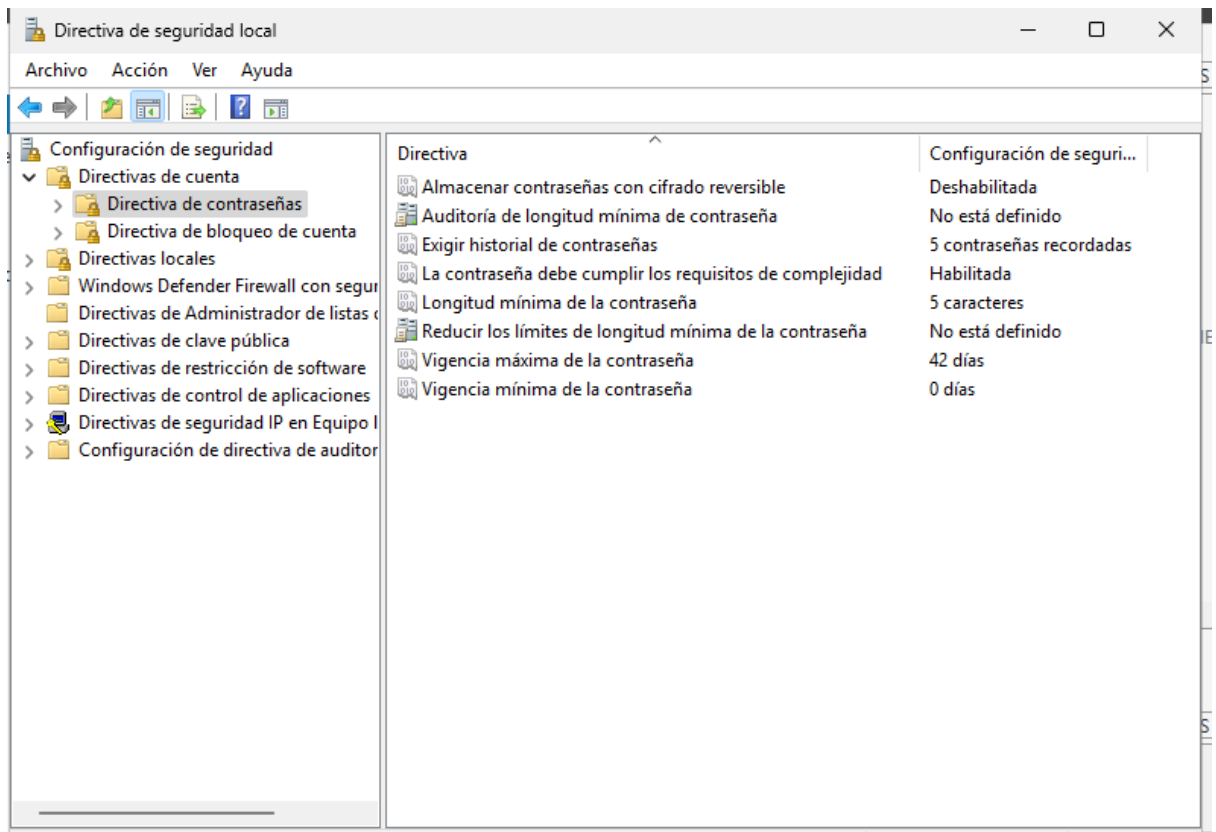 Directiva de seguridad local
Archivo Acción Ver Ayuda
Configuración de seguridad
Directivas de cuenta
Directiva de contraseñas
Directiva de bloqueo de cuenta
Directivas locales
Windows Defender Firewall con segur
Directivas de Administrador de listas
Directivas de clave pública
Directivas de restricción de software
Directivas de control de aplicaciones
Directivas de seguridad IP en Equipo l
Configuración de directiva de auditor
Directiva Configuración de seguri...
Almacenar contraseñas con cifrado reversible Deshabilitada
Auditoría de longitud mínima de contraseña No está definido
Exigir historial de contraseñas 5 contraseñas recordadas
La contraseña debe cumplir los requisitos de complejidad Habilitada
Longitud mínima de la contraseña 5 caracteres
Reducir los límites de longitud mínima de la contraseña No está definido
Vigencia máxima de la contraseña 42 días
Vigencia mínima de la contraseña 0 días